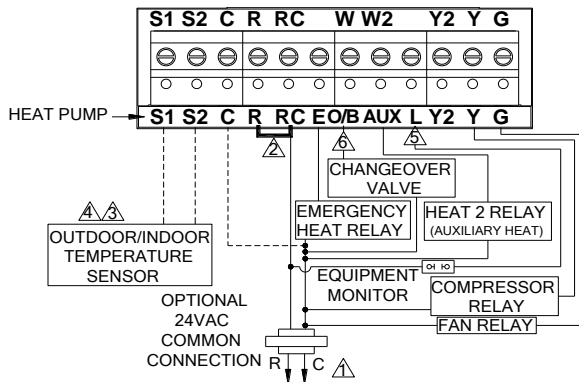 S1 S2 C R RC W W2 Y2 Y G
HEAT PUMP
S1 S2 C R RC E O/B AUX L Y2 Y G
2
6
5
CHANGEOVER
VALVE
4 3
EMERGENCY
HEAT RELAY
HEAT 2 RELAY
(AUXILIARY HEAT)
OUTDOOR/INDOOR
TEMPERATURE
SENSOR
EQUIPMENT
MONITOR
COMPRESSOR
RELAY
OPTIONAL
24VAC
COMMON
CONNECTION
FAN RELAY
R C
1